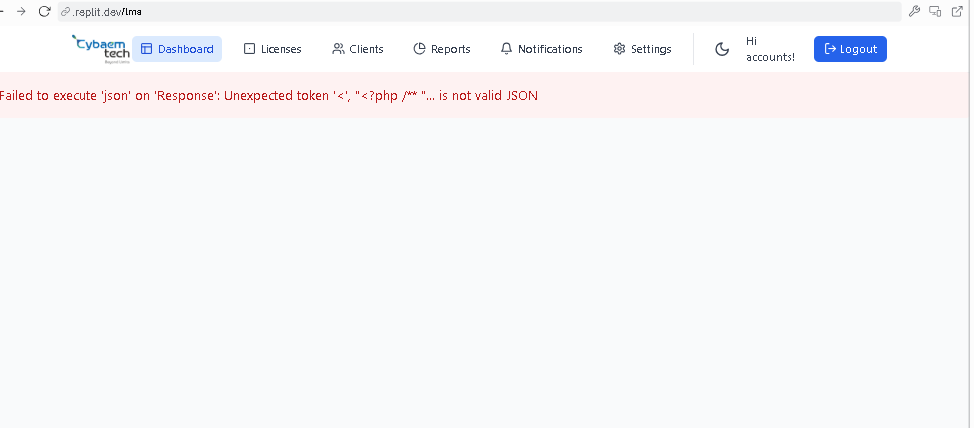 .replit.dev/lms
Cybaem tech
Dashboard
Licenses
Clients
Reports
Notifications
Settings
Hi accounts!
Logout
Failed to execute 'json' on 'Response': Unexpected token '<', "<?php /** "... is not valid JSON